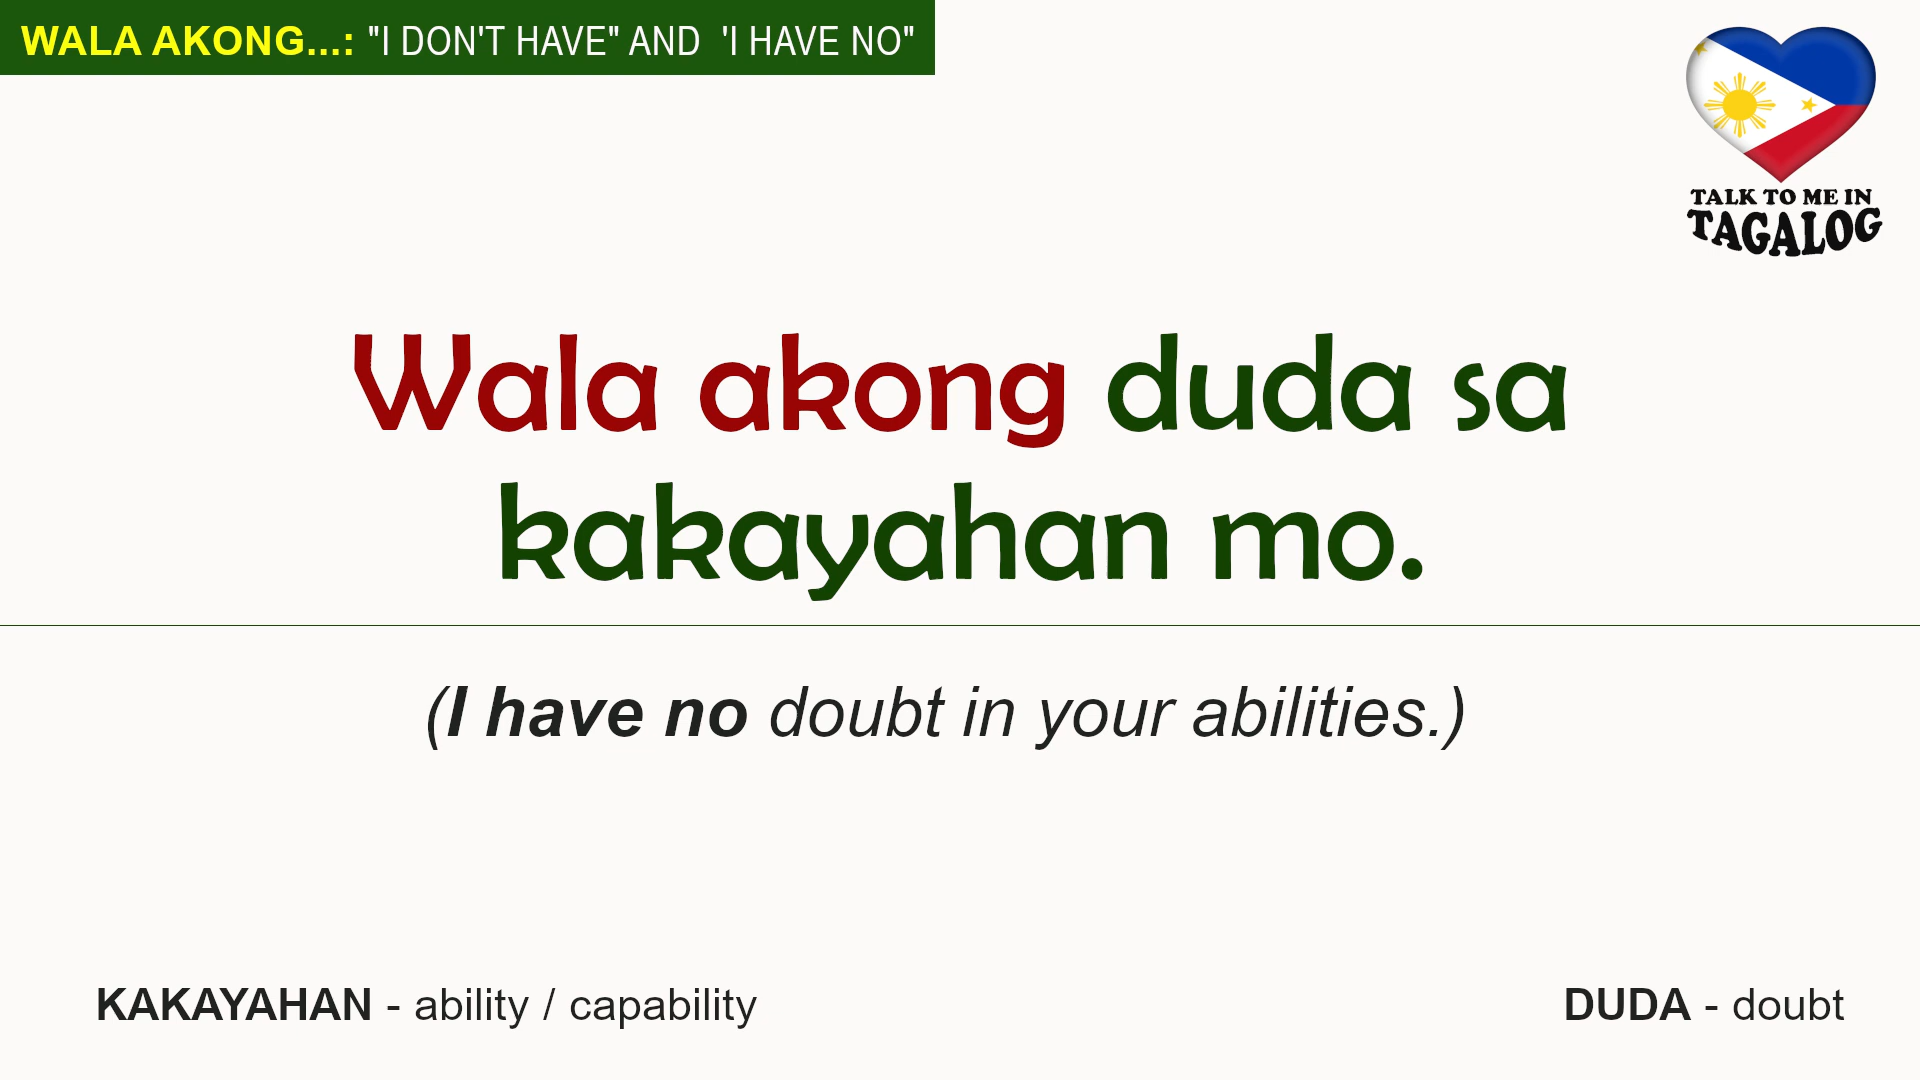 WALA AKONG...: "I DON'T HAVE" AND 'I HAVE NO"
TALK TO ME IN
TAGALOG
Wala akong duda sa
kakayahan mo.
(I have no doubt in your abilities.)
KAKAYAHAN - ability / capability
DUDA - doubt